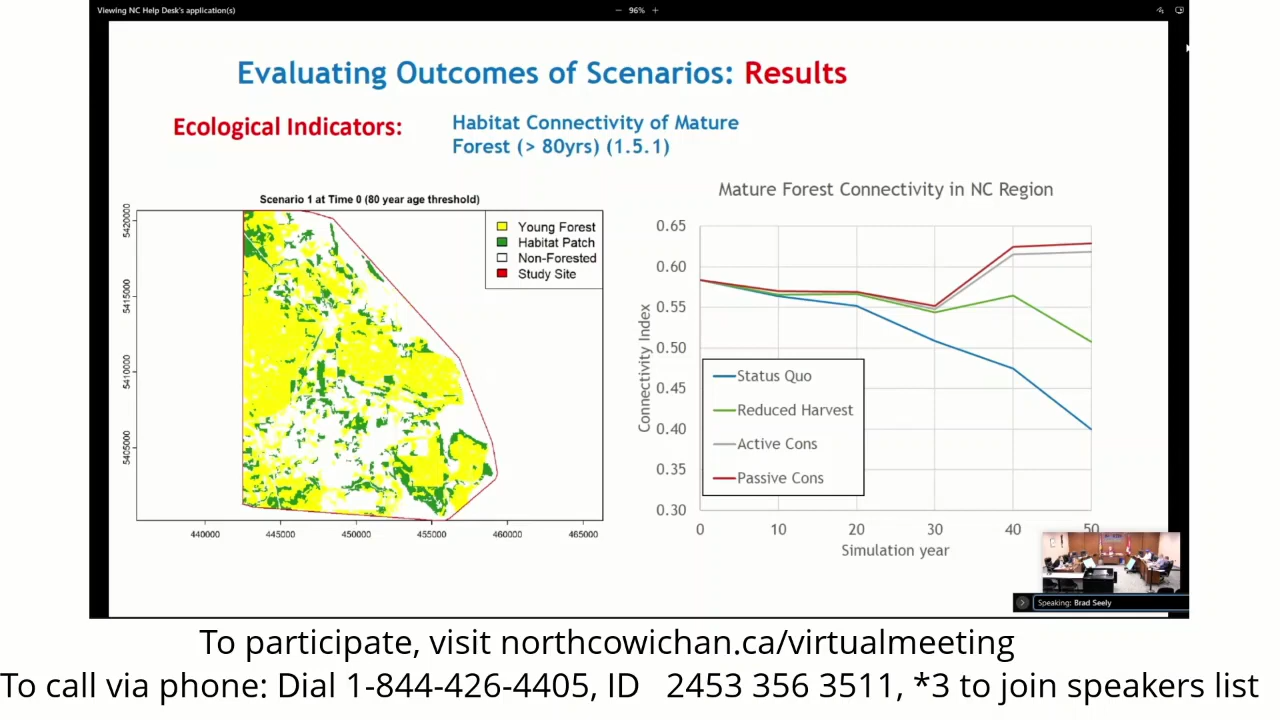 Viewing NC Help Desk's application(s)
− 96% +
Evaluating Outcomes of Scenarios: Results
Ecological Indicators:
Habitat Connectivity of Mature
Forest (> 80yrs) (1.5.1)
Scenario 1 at Time 0 (80 year age threshold)
Young Forest
Habitat Patch
Non-Forested
Study Site
5420000
5415000
5410000
5405000
440000 445000 450000 455000 460000 465000
Mature Forest Connectivity in NC Region
Connectivity Index
0.65
0.60
0.55
0.50
0.45
0.40
0.35
0.30
Status Quo
Reduced Harvest
Active Cons
Passive Cons
0 10 20 30 40 50
Simulation year
Speaking: Brad Seely
To participate, visit northcowichan.ca/virtualmeeting
To call via phone: Dial 1-844-426-4405, ID 2453 356 3511, *3 to join speakers list